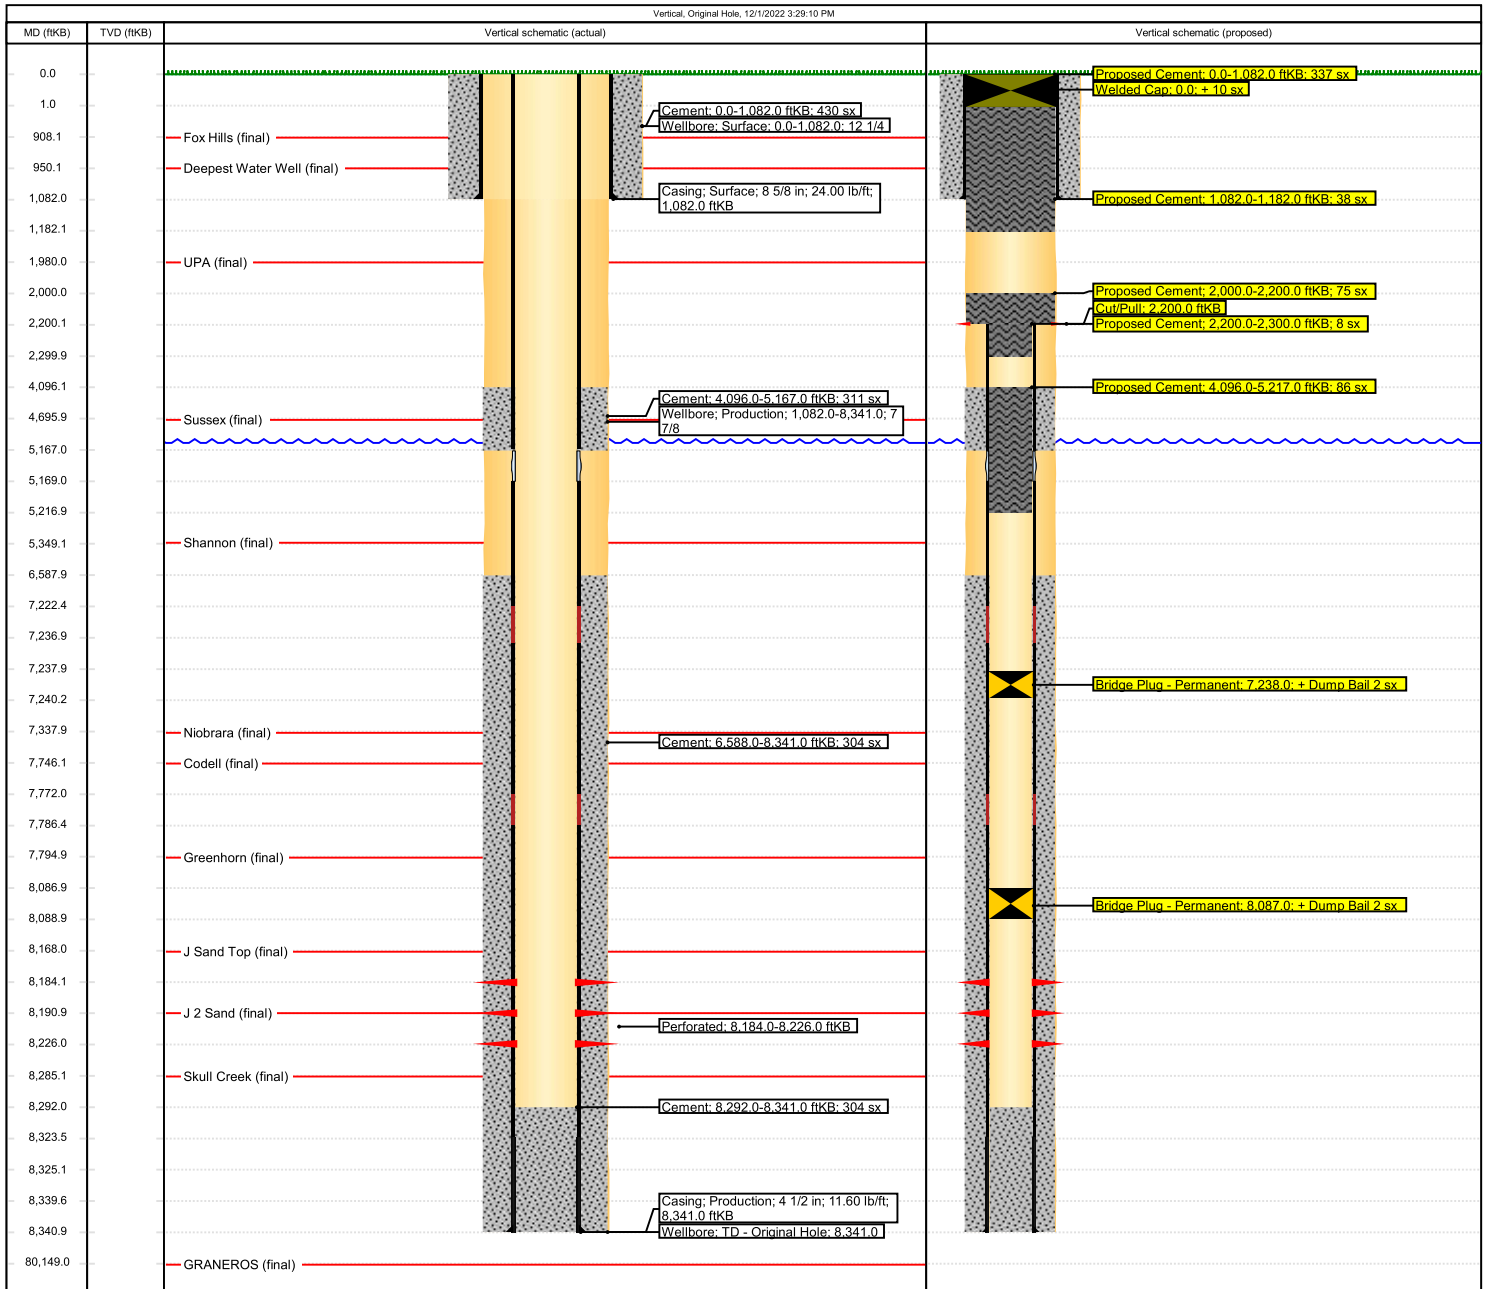 Vertical, Original Hole, 12/1/2022 3:29:10 PM
MD (ftKB)
TVD (ftKB)
Vertical schematic (actual)
Vertical schematic (proposed)
0.0
1.0
908.1
950.1
1,082.0
1,182.1
1,980.0
2,000.0
2,200.1
2,299.9
4,096.1
4,695.9
5,167.0
5,169.0
5,216.9
5,349.1
6,587.9
7,222.4
7,236.9
7,237.9
7,240.2
7,337.9
7,746.1
7,772.0
7,786.4
7,794.9
8,086.9
8,088.9
8,168.0
8,184.1
8,190.9
8,226.0
8,285.1
8,292.0
8,323.5
8,325.1
8,339.6
8,340.9
80,149.0
Fox Hills (final)
Deepest Water Well (final)
UPA (final)
Sussex (final)
Shannon (final)
Niobrara (final)
Codell (final)
Greenhorn (final)
J Sand Top (final)
J 2 Sand (final)
Skull Creek (final)
GRANEROS (final)
Cement; 0.0-1,082.0 ftKB; 430 sx
Wellbore; Surface; 0.0-1,082.0; 12 1/4
Casing; Surface; 8 5/8 in; 24.00 lb/ft;
1,082.0 ftKB
Cement; 4,096.0-5,167.0 ftKB; 311 sx
Wellbore; Production; 1,082.0-8,341.0; 7
7/8
Cement; 6,588.0-8,341.0 ftKB; 304 sx
Perforated; 8,184.0-8,226.0 ftKB
Cement; 8,292.0-8,341.0 ftKB; 304 sx
Casing; Production; 4 1/2 in; 11.60 lb/ft;
8,341.0 ftKB
Wellbore; TD - Original Hole; 8,341.0
Proposed Cement; 0.0-1,082.0 ftKB; 337 sx
Welded Cap; 0.0; + 10 sx
Proposed Cement; 1,082.0-1,182.0 ftKB; 38 sx
Proposed Cement; 2,000.0-2,200.0 ftKB; 75 sx
Cut/Pull; 2,200.0 ftKB
Proposed Cement; 2,200.0-2,300.0 ftKB; 8 sx
Proposed Cement; 4,096.0-5,217.0 ftKB; 86 sx
Bridge Plug - Permanent; 7,238.0; + Dump Bail 2 sx
Bridge Plug - Permanent; 8,087.0; + Dump Bail 2 sx